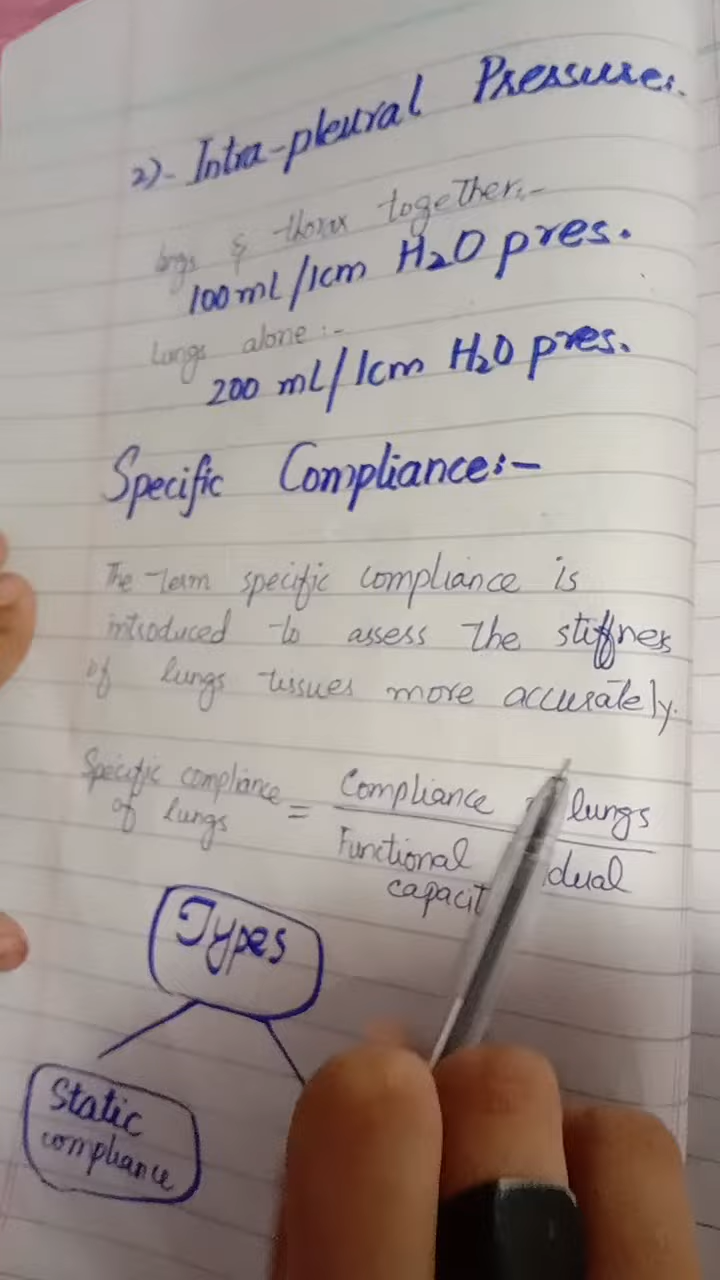 2)- Intra-pleural Pressure:.
lungs & thorax together:-
100 ml/1cm H₂O pres.
Lungs alone:-
200 ml/1cm H₂O pres.
Specific Compliance:-
The term specific compliance is
introduced to assess the stiffnes
of lungs tissues more accurately.
Specific compliance of lungs = Compliance lungs
Functional dual
capacit
Types
Static
compliance